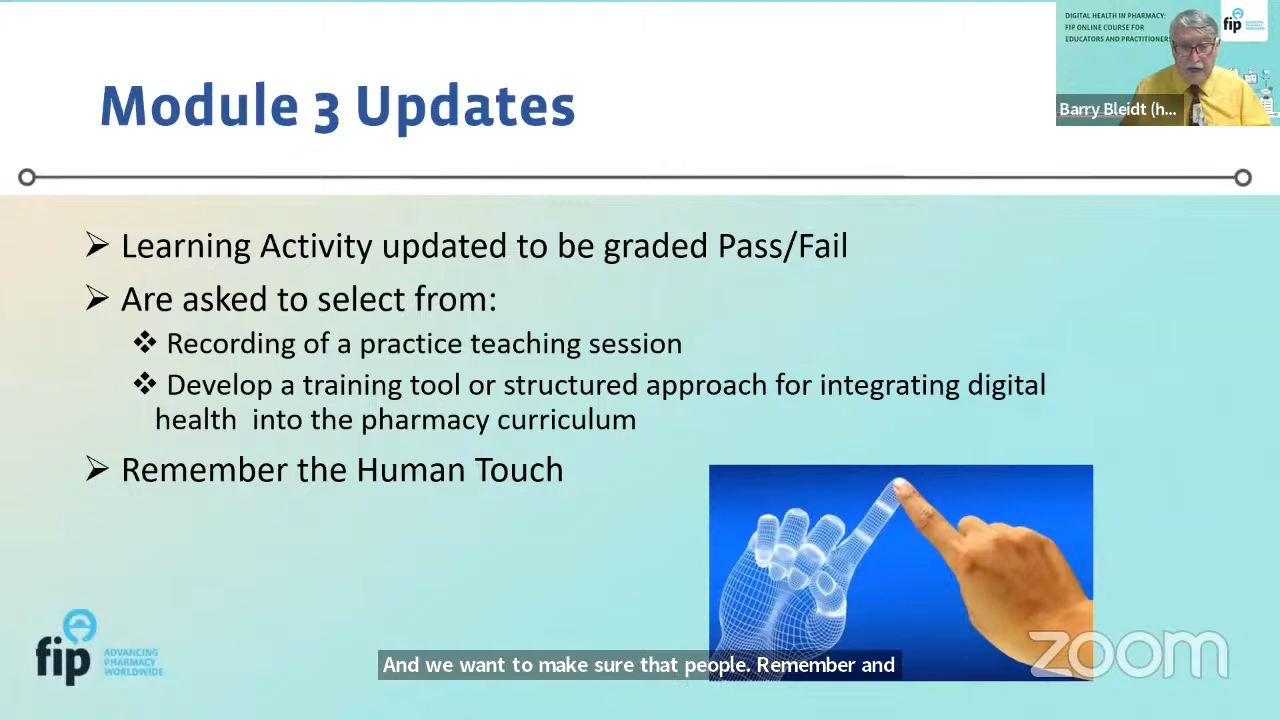 Module 3 Updates
DIGITAL HEALTH IN PHARMACY:
FIP ONLINE COURSE FOR
EDUCATORS AND PRACTITIONER
fip
Barry Bleidt (h...
➢ Learning Activity updated to be graded Pass/Fail
➢ Are asked to select from:
❖ Recording of a practice teaching session
❖ Develop a training tool or structured approach for integrating digital
health into the pharmacy curriculum
➢ Remember the Human Touch
fip ADVANCING
PHARMACY
WORLDWIDE
zoom
And we want to make sure that people. Remember and